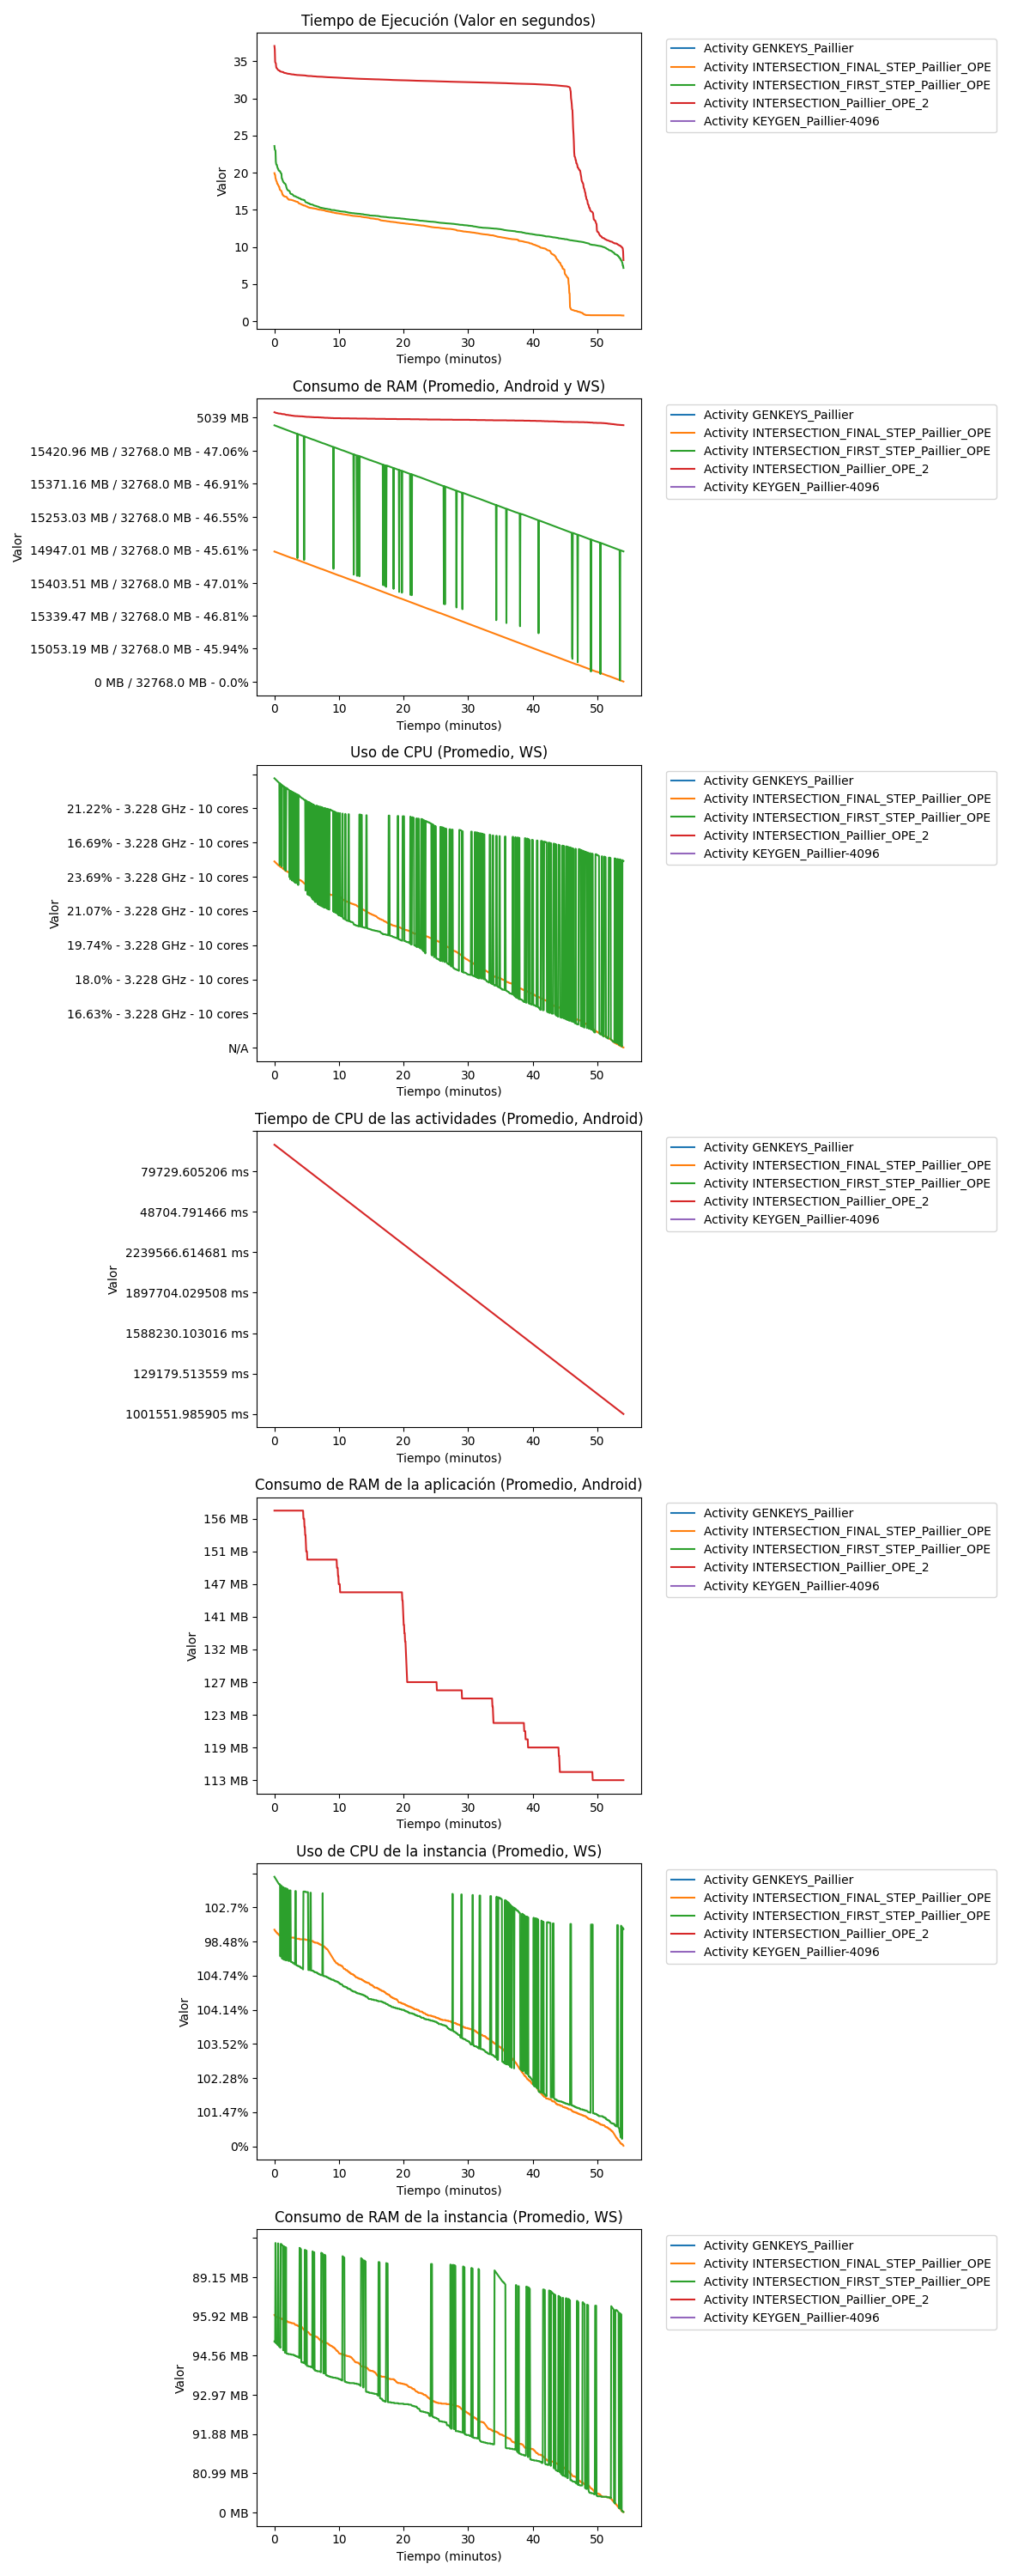 Tiempo de Ejecución (Valor en segundos)
Valor
35
30
25
20
15
10
5
0
0 10 20 30 40 50
Tiempo (minutos)
Activity GENKEYS_Paillier
Activity INTERSECTION_FINAL_STEP_Paillier_OPE
Activity INTERSECTION_FIRST_STEP_Paillier_OPE
Activity INTERSECTION_Paillier_OPE_2
Activity KEYGEN_Paillier-4096
Consumo de RAM (Promedio, Android y WS)
Valor
5039 MB
15420.96 MB / 32768.0 MB - 47.06%
15371.16 MB / 32768.0 MB - 46.91%
15253.03 MB / 32768.0 MB - 46.55%
14947.01 MB / 32768.0 MB - 45.61%
15403.51 MB / 32768.0 MB - 47.01%
15339.47 MB / 32768.0 MB - 46.81%
15053.19 MB / 32768.0 MB - 45.94%
0 MB / 32768.0 MB - 0.0%
0 10 20 30 40 50
Tiempo (minutos)
Activity GENKEYS_Paillier
Activity INTERSECTION_FINAL_STEP_Paillier_OPE
Activity INTERSECTION_FIRST_STEP_Paillier_OPE
Activity INTERSECTION_Paillier_OPE_2
Activity KEYGEN_Paillier-4096
Uso de CPU (Promedio, WS)
Valor
21.22% - 3.228 GHz - 10 cores
16.69% - 3.228 GHz - 10 cores
23.69% - 3.228 GHz - 10 cores
21.07% - 3.228 GHz - 10 cores
19.74% - 3.228 GHz - 10 cores
18.0% - 3.228 GHz - 10 cores
16.63% - 3.228 GHz - 10 cores
N/A
0 10 20 30 40 50
Tiempo (minutos)
Activity GENKEYS_Paillier
Activity INTERSECTION_FINAL_STEP_Paillier_OPE
Activity INTERSECTION_FIRST_STEP_Paillier_OPE
Activity INTERSECTION_Paillier_OPE_2
Activity KEYGEN_Paillier-4096
Tiempo de CPU de las actividades (Promedio, Android)
Valor
79729.605206 ms
48704.791466 ms
2239566.614681 ms
1897704.029508 ms
1588230.103016 ms
129179.513559 ms
1001551.985905 ms
0 10 20 30 40 50
Tiempo (minutos)
Activity GENKEYS_Paillier
Activity INTERSECTION_FINAL_STEP_Paillier_OPE
Activity INTERSECTION_FIRST_STEP_Paillier_OPE
Activity INTERSECTION_Paillier_OPE_2
Activity KEYGEN_Paillier-4096
Consumo de RAM de la aplicación (Promedio, Android)
Valor
156 MB
151 MB
147 MB
141 MB
132 MB
127 MB
123 MB
119 MB
113 MB
0 10 20 30 40 50
Tiempo (minutos)
Activity GENKEYS_Paillier
Activity INTERSECTION_FINAL_STEP_Paillier_OPE
Activity INTERSECTION_FIRST_STEP_Paillier_OPE
Activity INTERSECTION_Paillier_OPE_2
Activity KEYGEN_Paillier-4096
Uso de CPU de la instancia (Promedio, WS)
Valor
102.7%
98.48%
104.74%
104.14%
103.52%
102.28%
101.47%
0%
0 10 20 30 40 50
Tiempo (minutos)
Activity GENKEYS_Paillier
Activity INTERSECTION_FINAL_STEP_Paillier_OPE
Activity INTERSECTION_FIRST_STEP_Paillier_OPE
Activity INTERSECTION_Paillier_OPE_2
Activity KEYGEN_Paillier-4096
Consumo de RAM de la instancia (Promedio, WS)
Valor
89.15 MB
95.92 MB
94.56 MB
92.97 MB
91.88 MB
80.99 MB
0 MB
0 10 20 30 40 50
Tiempo (minutos)
Activity GENKEYS_Paillier
Activity INTERSECTION_FINAL_STEP_Paillier_OPE
Activity INTERSECTION_FIRST_STEP_Paillier_OPE
Activity INTERSECTION_Paillier_OPE_2
Activity KEYGEN_Paillier-4096